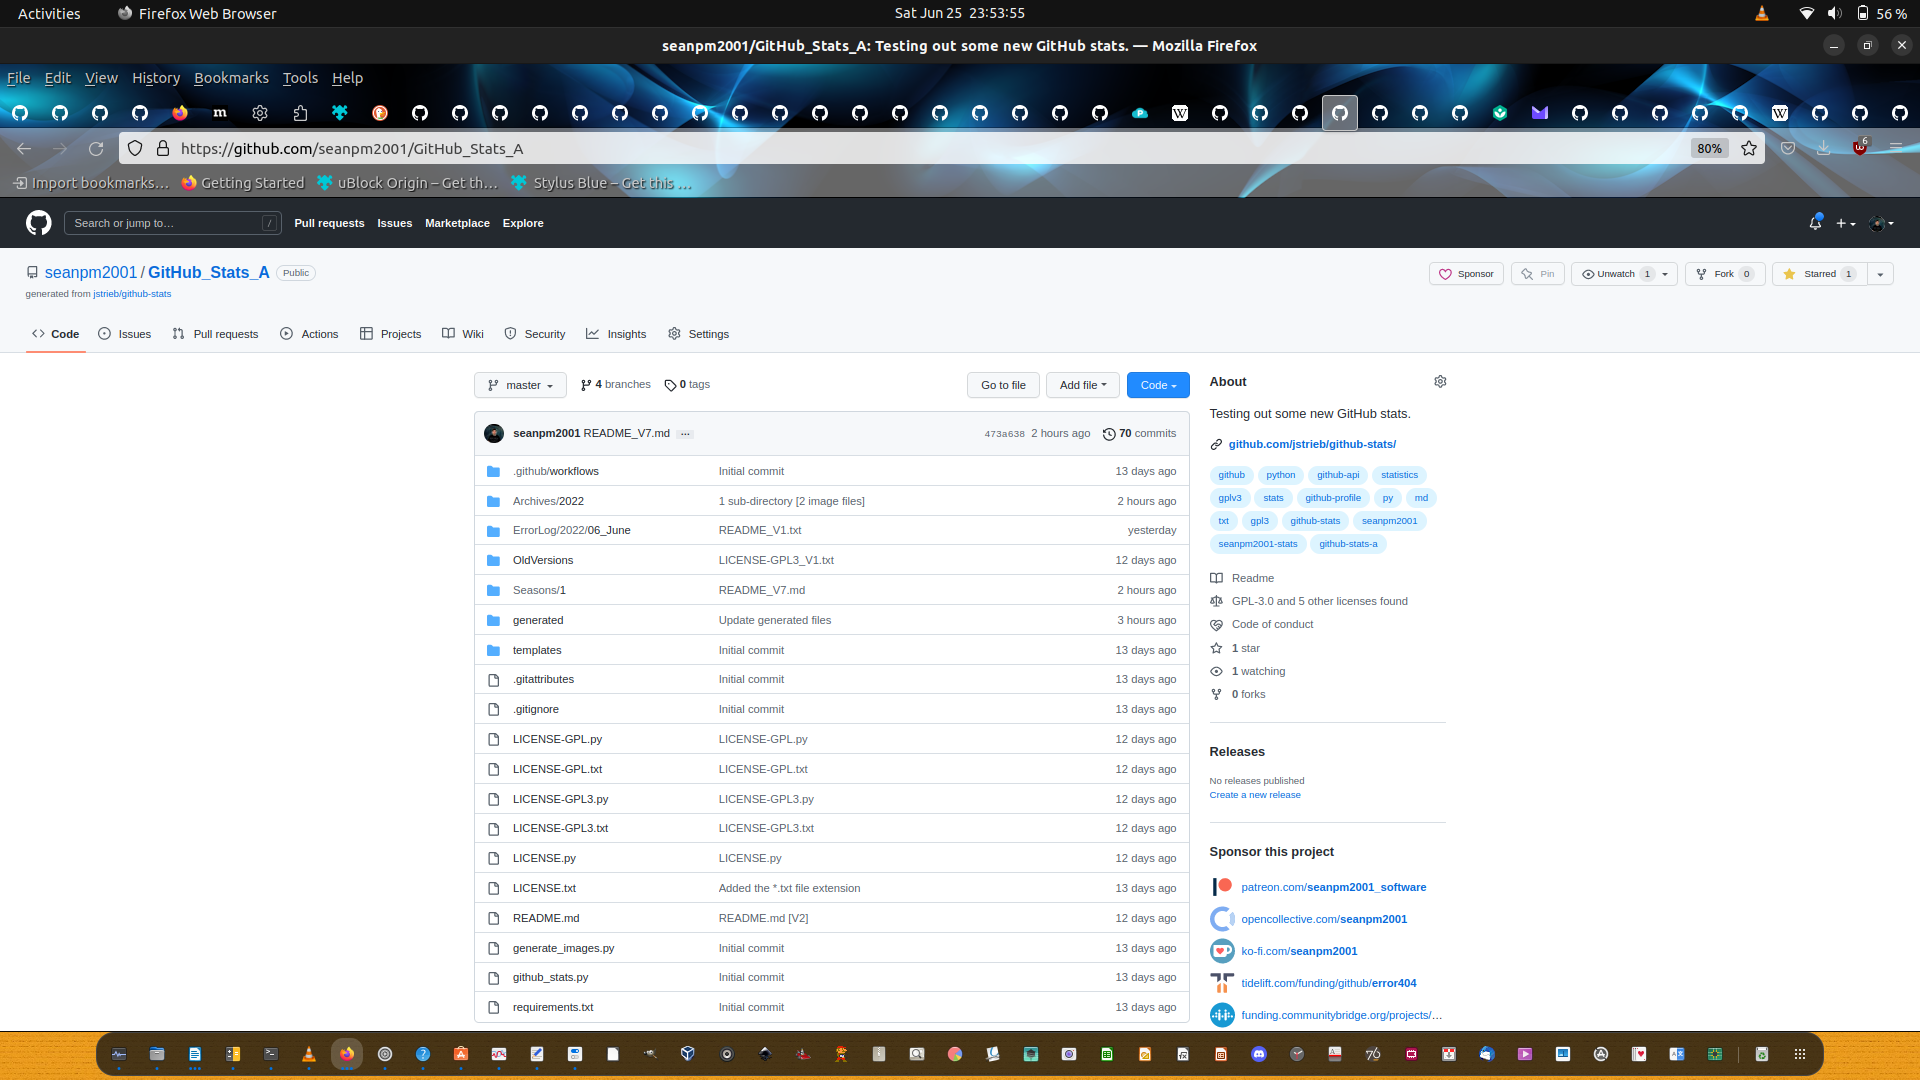 Activities Firefox Web Browser Sat Jun 25 23:53:55 56 %
seanpm2001/GitHub_Stats_A: Testing out some new GitHub stats. — Mozilla Firefox
File Edit View History Bookmarks Tools Help
https://github.com/seanpm2001/GitHub_Stats_A 80% 6
Import bookmarks… Getting Started uBlock Origin – Get th… Stylus Blue – Get this …
Search or jump to… / Pull requests Issues Marketplace Explore
seanpm2001 / GitHub_Stats_A Public Sponsor Pin Unwatch 1 Fork 0 Starred 1
generated from jstrieb/github-stats
Code Issues Pull requests Actions Projects Wiki Security Insights Settings
master 4 branches 0 tags Go to file Add file Code
seanpm2001 README_V7.md ... 473a638 2 hours ago 70 commits
.github/workflows Initial commit 13 days ago
Archives/2022 1 sub-directory [2 image files] 2 hours ago
ErrorLog/2022/06_June README_V1.txt yesterday
OldVersions LICENSE-GPL3_V1.txt 12 days ago
Seasons/1 README_V7.md 2 hours ago
generated Update generated files 3 hours ago
templates Initial commit 13 days ago
.gitattributes Initial commit 13 days ago
.gitignore Initial commit 13 days ago
LICENSE-GPL.py LICENSE-GPL.py 12 days ago
LICENSE-GPL.txt LICENSE-GPL.txt 12 days ago
LICENSE-GPL3.py LICENSE-GPL3.py 12 days ago
LICENSE-GPL3.txt LICENSE-GPL3.txt 12 days ago
LICENSE.py LICENSE.py 12 days ago
LICENSE.txt Added the *.txt file extension 13 days ago
README.md README.md [V2] 12 days ago
generate_images.py Initial commit 13 days ago
github_stats.py Initial commit 13 days ago
requirements.txt Initial commit 13 days ago
About
Testing out some new GitHub stats.
github.com/jstrieb/github-stats/
github python github-api statistics
gplv3 stats github-profile py md
txt gpl3 github-stats seanpm2001
seanpm2001-stats github-stats-a
Readme
GPL-3.0 and 5 other licenses found
Code of conduct
1 star
1 watching
0 forks
Releases
No releases published
Create a new release
Sponsor this project
patreon.com/seanpm2001_software
opencollective.com/seanpm2001
ko-fi.com/seanpm2001
tidelift.com/funding/github/error404
funding.communitybridge.org/projects/…